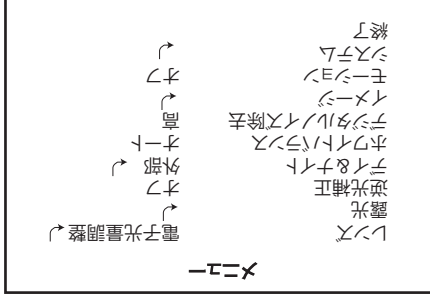 メニュー
レンズ 電子光量調整 ↵
露光 ↵
逆光補正 オフ
デイ&ナイト 外部 ↵
ホワイトバランス オート
デジタルノイズ除去 高
イメージ ↵
モーション オフ
システム ↵
終了